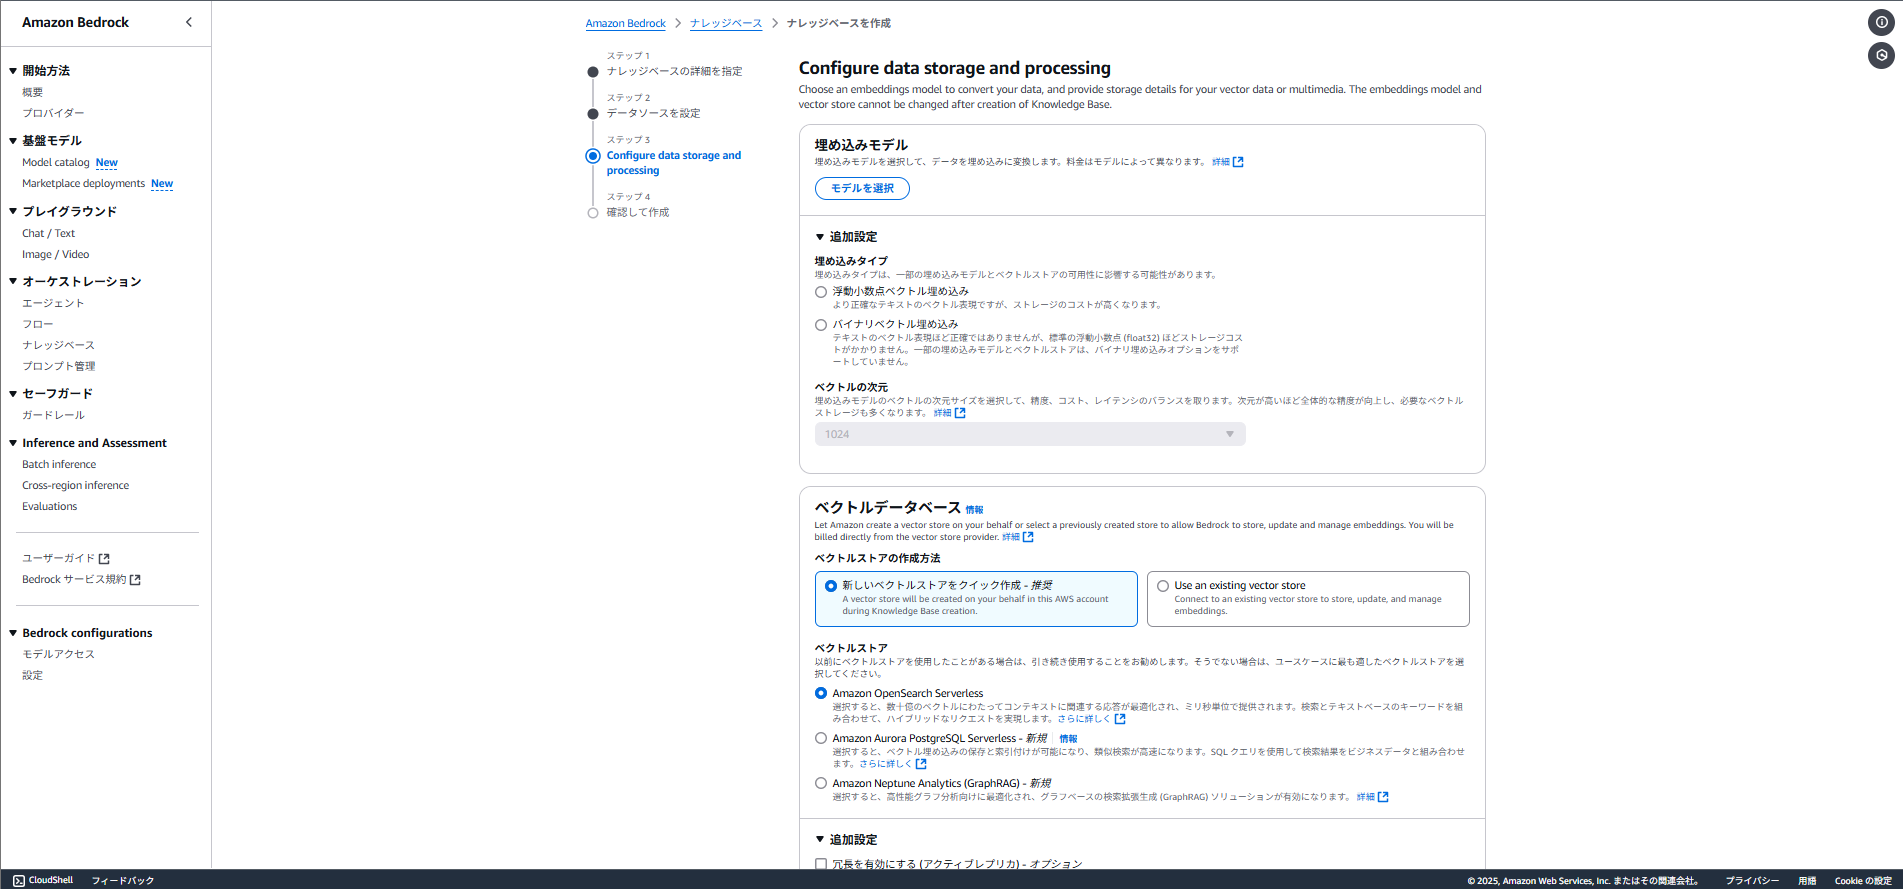 Amazon Bedrock
開始方法
概要
プロバイダー
基盤モデル
Model catalog New
Marketplace deployments New
プレイグラウンド
Chat / Text
Image / Video
オーケストレーション
エージェント
フロー
ナレッジベース
プロンプト管理
セーフガード
ガードレール
Inference and Assessment
Batch inference
Cross-region inference
Evaluations
ユーザーガイド
Bedrock サービス規約
Bedrock configurations
モデルアクセス
設定
Amazon Bedrock > ナレッジベース > ナレッジベースを作成
ステップ 1
ナレッジベースの詳細を指定
ステップ 2
データソースを設定
ステップ 3
Configure data storage and
processing
ステップ 4
確認して作成
Configure data storage and processing
Choose an embeddings model to convert your data, and provide storage details for your vector data or multimedia. The embeddings model and
vector store cannot be changed after creation of Knowledge Base.
埋め込みモデル
埋め込みモデルを選択して、データを埋め込みに変換します。料金はモデルによって異なります。 詳細
モデルを選択
追加設定
埋め込みタイプ
埋め込みタイプは、一部の埋め込みモデルとベクトルストアの可用性に影響する可能性があります。
浮動小数点ベクトル埋め込み
より正確なテキストのベクトル表現ですが、ストレージのコストが高くなります。
バイナリベクトル埋め込み
テキストのベクトル表現ほど正確ではありませんが、標準の浮動小数点 (float32) ほどストレージコス
トがかかりません。一部の埋め込みモデルとベクトルストアは、バイナリ埋め込みオプションをサポ
ートしていません。
ベクトルの次元
埋め込みモデルのベクトルの次元サイズを選択して、精度、コスト、レイテンシのバランスを取ります。次元が高いほど全体的な精度が向上し、必要なベクトル
ストレージも多くなります。 詳細
1024
ベクトルデータベース 情報
Let Amazon create a vector store on your behalf or select a previously created store to allow Bedrock to store, update and manage embeddings. You will be
billed directly from the vector store provider. 詳細
ベクトルストアの作成方法
新しいベクトルストアをクイック作成 - 推奨
A vector store will be created on your behalf in this AWS account
during Knowledge Base creation.
Use an existing vector store
Connect to an existing vector store to store, update, and manage
embeddings.
ベクトルストア
以前にベクトルストアを使用したことがある場合は、引き続き使用することをお勧めします。そうでない場合は、ユースケースに最も適したベクトルストアを選
択してください。
Amazon OpenSearch Serverless
選択すると、数十億のベクトルにわたってコンテキストに関連する応答が最適化され、ミリ秒単位で提供されます。検索とテキストベースのキーワードを組
み合わせて、ハイブリッドなリクエストを実現します。さらに詳しく
Amazon Aurora PostgreSQL Serverless - 新規 情報
選択すると、ベクトル埋め込みの保存と索引付けが可能になり、類似検索が高速になります。SQL クエリを使用して検索結果をビジネスデータと組み合わせ
ます。さらに詳しく
Amazon Neptune Analytics (GraphRAG) - 新規
選択すると、高性能グラフ分析向けに最適化され、グラフベースの検索拡張生成 (GraphRAG) ソリューションが有効になります。 詳細
追加設定
冗長を有効にする (アクティブレプリカ) - オプション
CloudShell フィードバック © 2025, Amazon Web Services, Inc. またはその関連会社。 プライバシー 用語 Cookie の設定